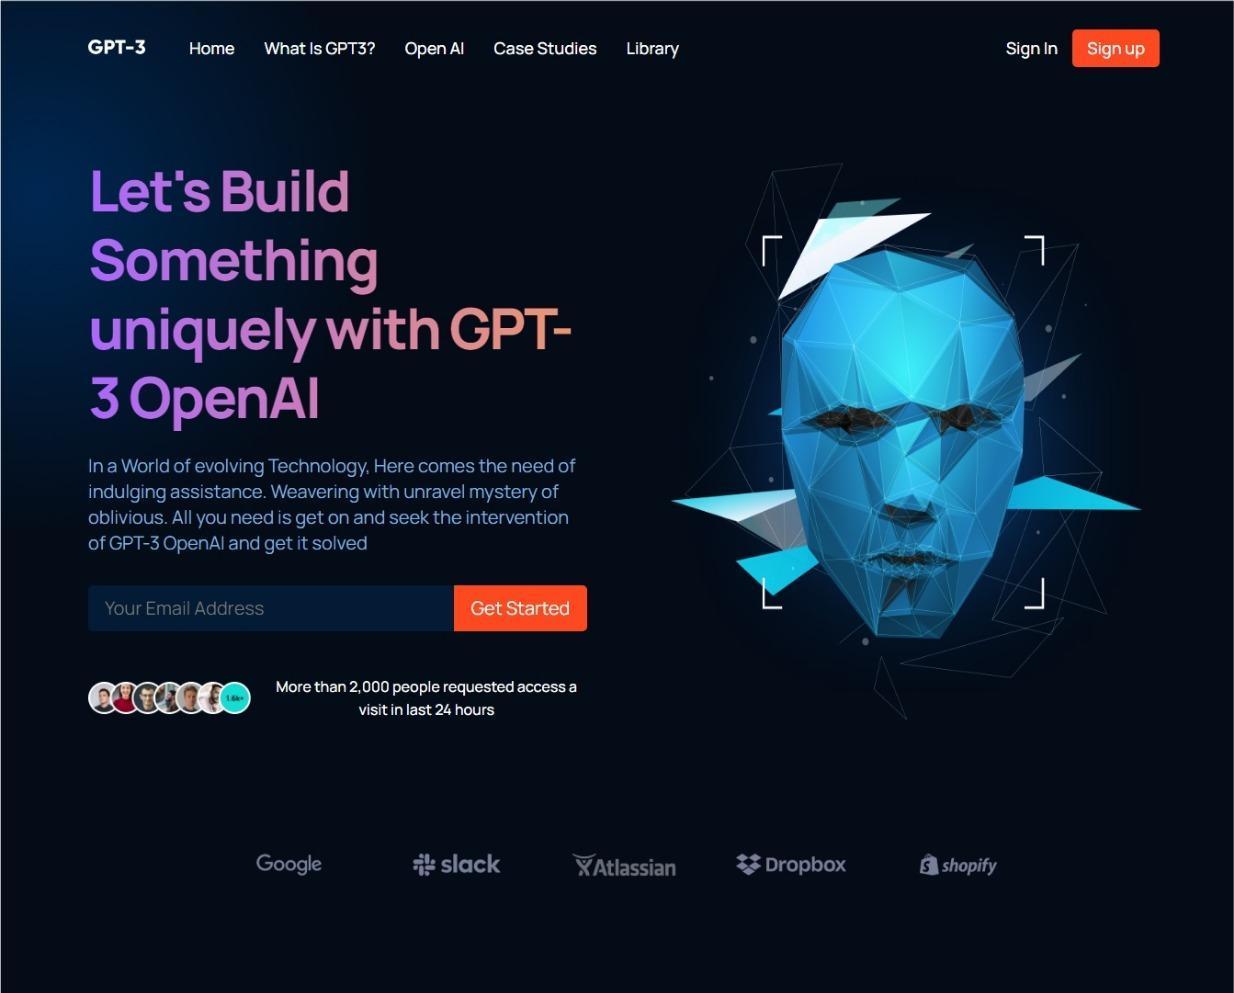 GPT-3 Home What Is GPT3? Open AI Case Studies Library Sign In Sign up
Let's Build
Something
uniquely with GPT-
3 OpenAI
In a World of evolving Technology, Here comes the need of
indulging assistance. Weavering with unravel mystery of
oblivious. All you need is get on and seek the intervention
of GPT-3 OpenAI and get it solved
Your Email Address Get Started
1.6k+
More than 2,000 people requested access a
visit in last 24 hours
Google slack Atlassian Dropbox shopify